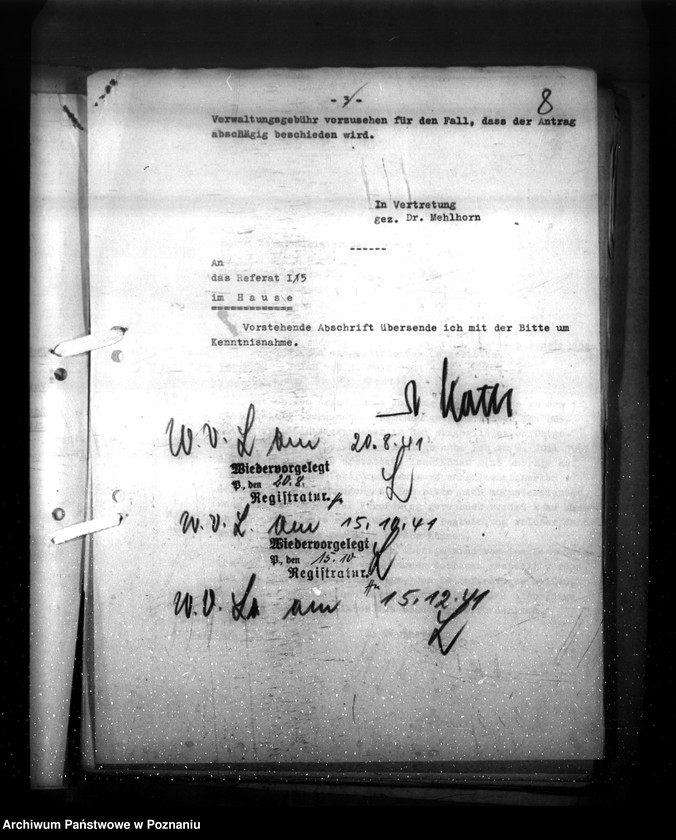 - 3 -
8
Verwaltungsgebühr vorzusehen für den Fall, dass der Antrag
abschlägig beschieden wird.
In Vertretung
gez. Dr. Mehlhorn
------
An
das Referat I/15
im Hause
=============
Vorstehende Abschrift übersende ich mit der Bitte um
Kenntnisnahme.
W.V. L am 20.8.41
Wiedervorgelegt
L
P., den 20.8.
Registratur.
W.V. L. am 15.10.41
Wiedervorgelegt
L
P., den 15.10
Registratur.
W.V. am 15.12.41
L
Archiwum Państwowe w Poznaniu